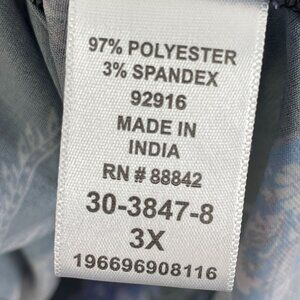 97% POLYESTER
3% SPANDEX
92916
MADE IN
INDIA
RN # 88842
30-3847-8
3X
196696908116